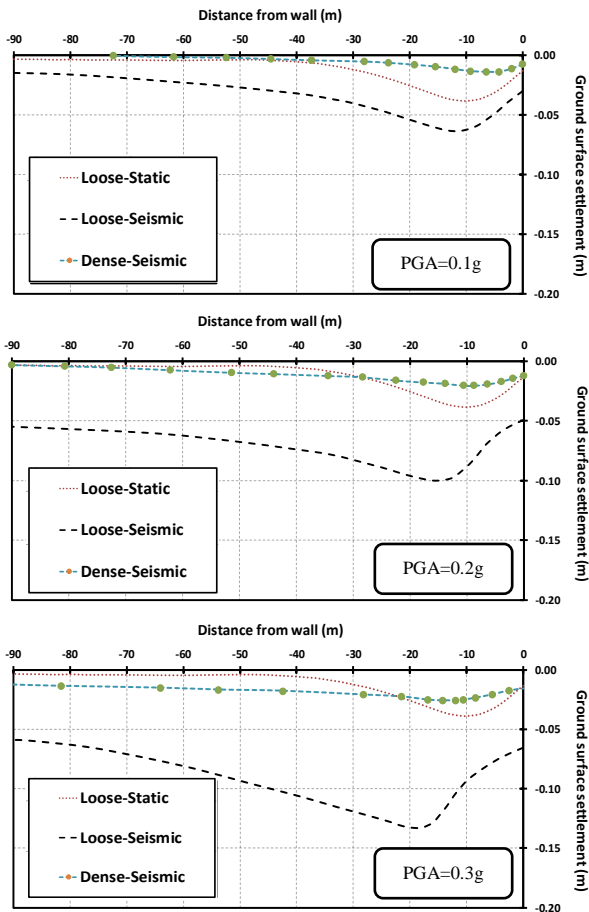 Distance from wall (m)
-90 -80 -70 -60 -50 -40 -30 -20 -10 0
0.00
-0.05
-0.10
-0.15
-0.20
Ground surface settlement (m)
Loose-Static
Loose-Seismic
Dense-Seismic
PGA=0.1g
Distance from wall (m)
-90 -80 -70 -60 -50 -40 -30 -20 -10 0
0.00
-0.05
-0.10
-0.15
-0.20
Ground surface settlement (m)
Loose-Static
Loose-Seismic
Dense-Seismic
PGA=0.2g
Distance from wall (m)
-90 -80 -70 -60 -50 -40 -30 -20 -10 0
0.00
-0.05
-0.10
-0.15
-0.20
Ground surface settlement (m)
Loose-Static
Loose-Seismic
Dense-Seismic
PGA=0.3g